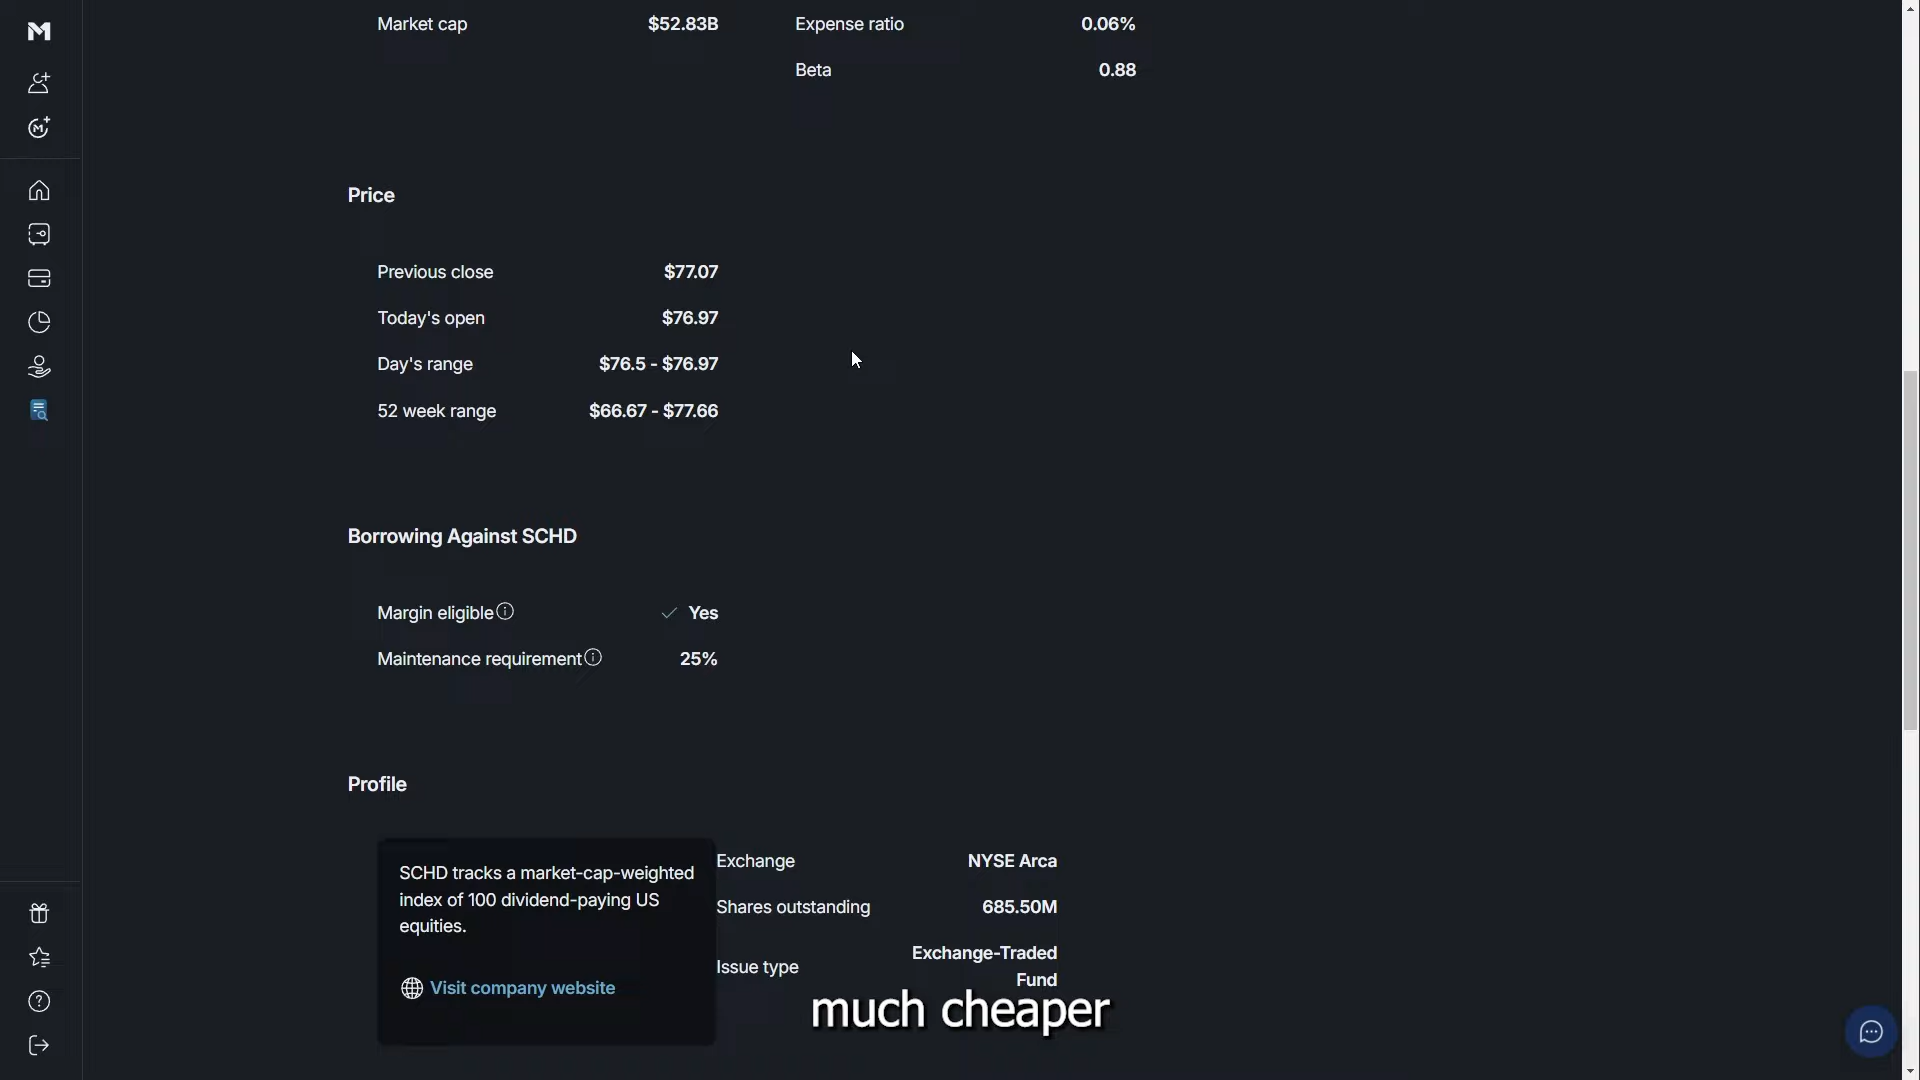 Market cap $52.83B Expense ratio 0.06%
Beta 0.88
Price
Previous close $77.07
Today's open $76.97
Day's range $76.5 - $76.97
52 week range $66.67 - $77.66
Borrowing Against SCHD
Margin eligible Yes
Maintenance requirement 25%
Profile
SCHD tracks a market-cap-weighted
index of 100 dividend-paying US
equities.
Visit company website
Exchange NYSE Arca
Shares outstanding 685.50M
Issue type Exchange-Traded
Fund
much cheaper